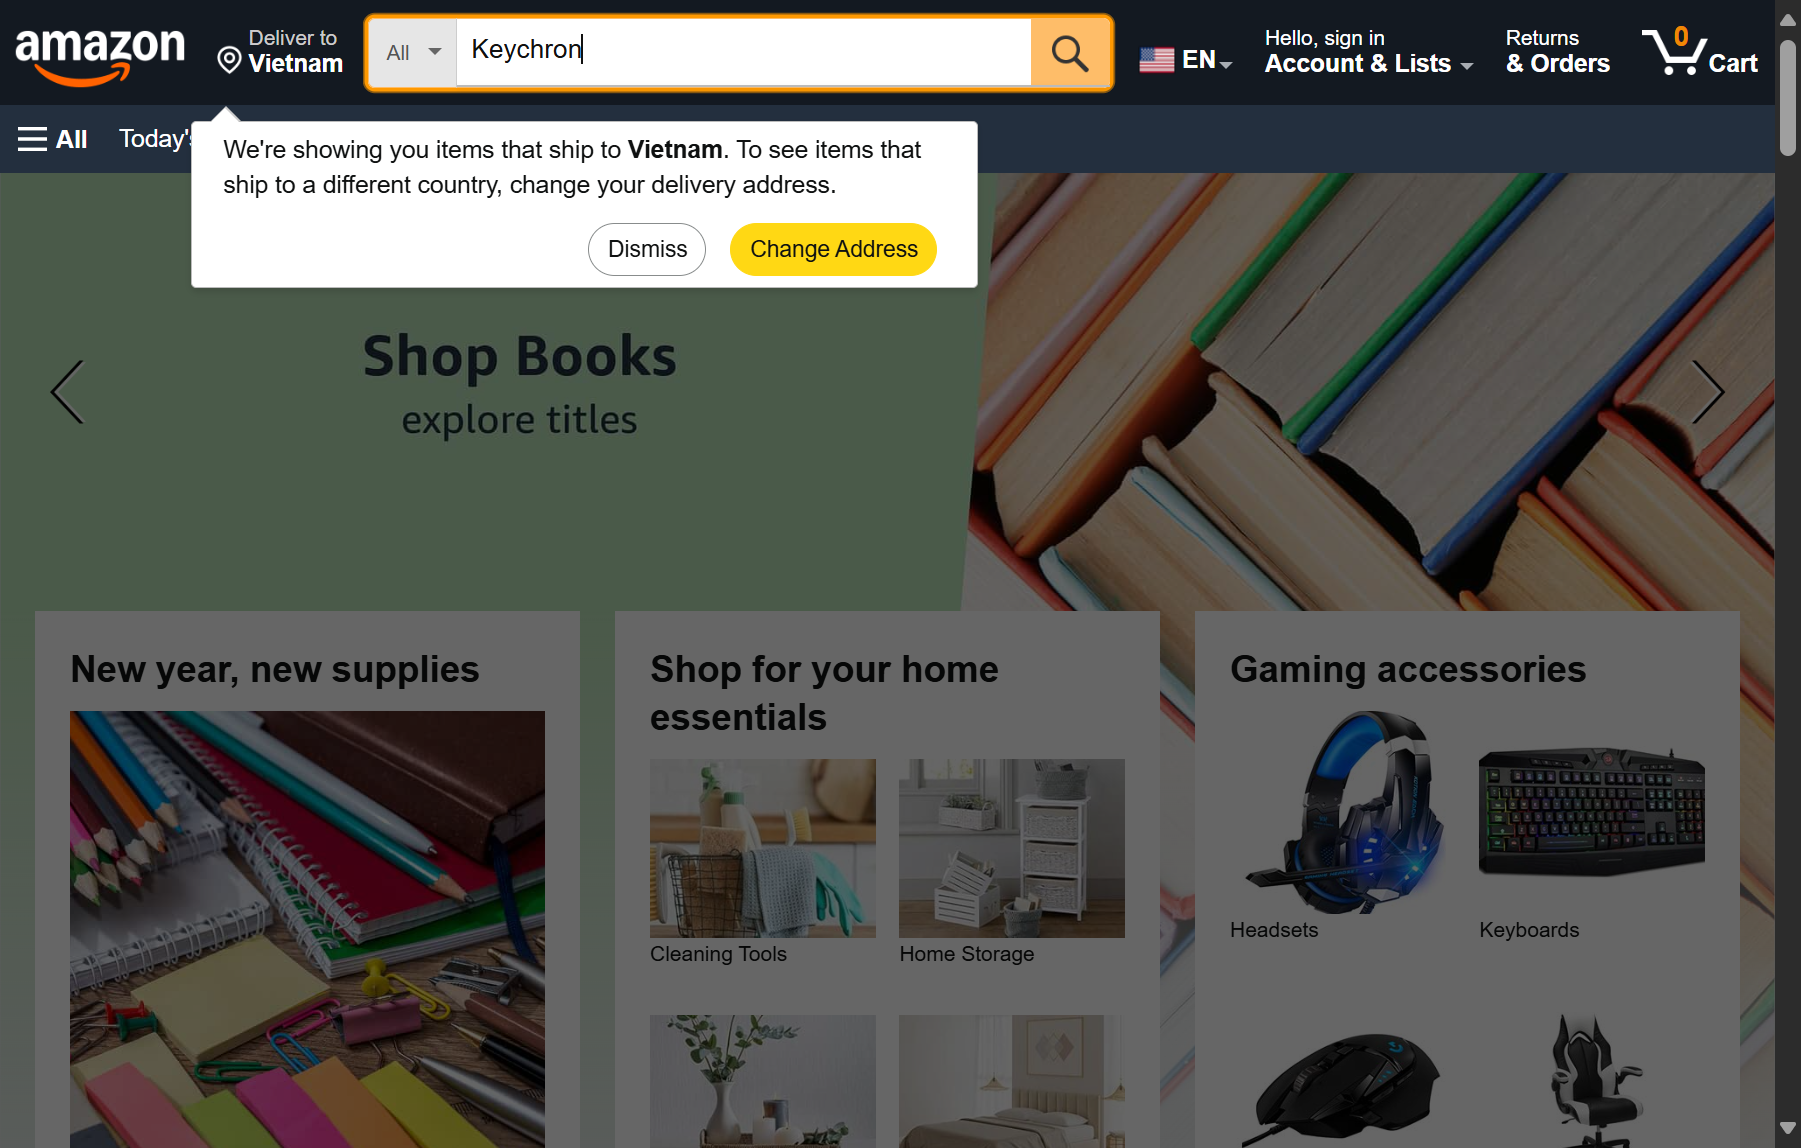 amazon
Deliver to
Vietnam
All
Keychron
EN
Hello, sign in
Account & Lists
Returns
& Orders
0
Cart
All
Today's
We're showing you items that ship to Vietnam. To see items that
ship to a different country, change your delivery address.
Dismiss
Change Address
Shop Books
explore titles
New year, new supplies
Shop for your home
essentials
Cleaning Tools
Home Storage
Gaming accessories
Headsets
Keyboards